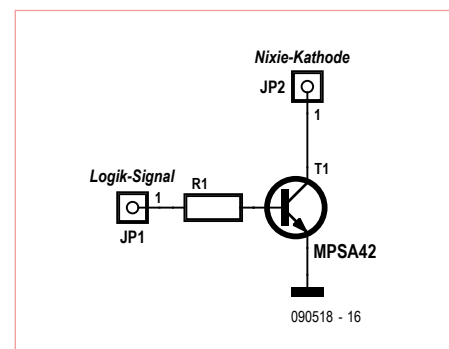 Nixie-Kathode
JP2
1
T1
Logik-Signal
R1
1
JP1
MPSA42
090518 - 16